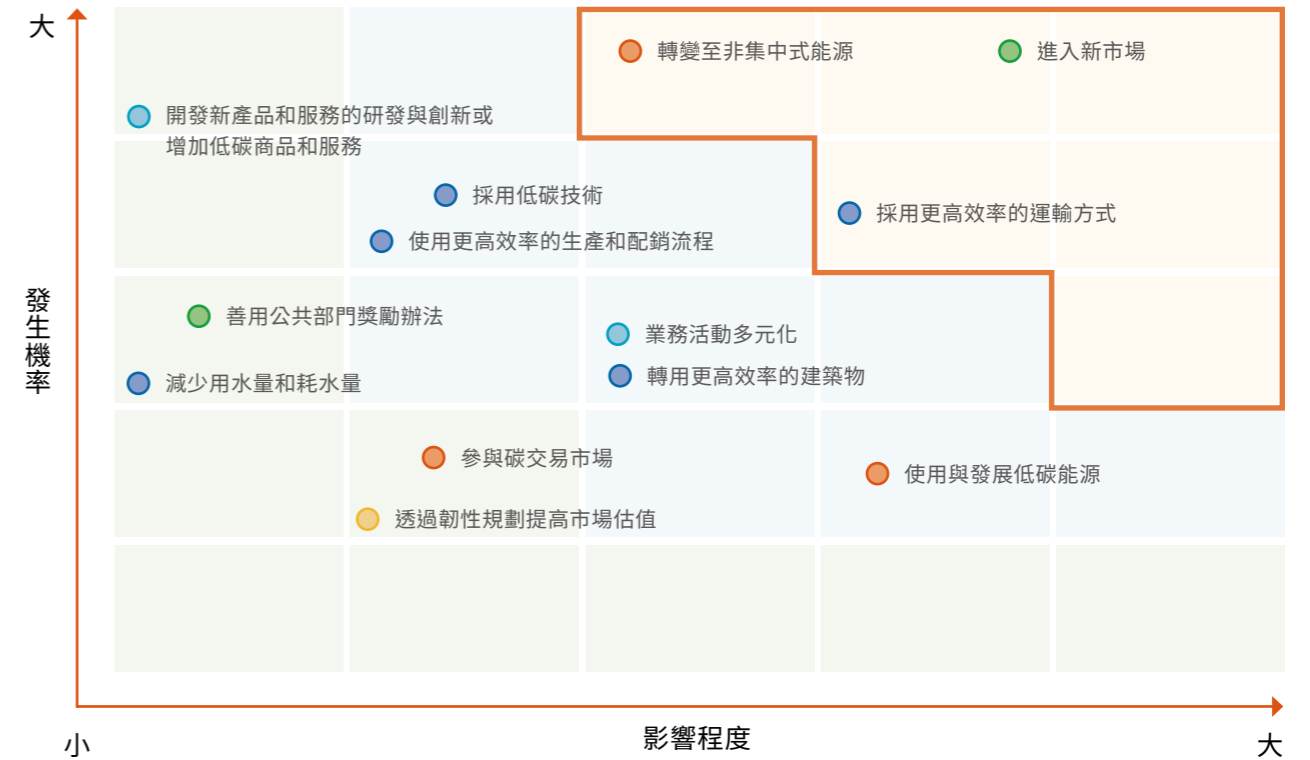 大
轉變至非集中式能源
進入新市場
開發新產品和服務的研發與創新或
增加低碳商品和服務
採用低碳技術
採用更高效率的運輸方式
使用更高效率的生產和配銷流程
發生機率
善用公共部門獎勵辦法
業務活動多元化
轉用更高效率的建築物
減少用水量和耗水量
參與碳交易市場
使用與發展低碳能源
透過韌性規劃提高市場估值
小
影響程度
大